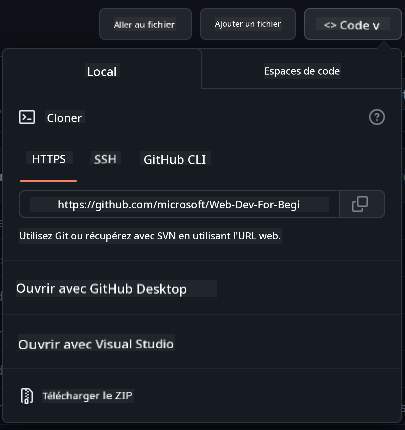 Aller au fichier
Ajouter un fichier
<> Code v
Local
Espaces de code
Cloner
HTTPS
SSH
GitHub CLI
https://github.com/microsoft/Web-Dev-For-Begi
Utilisez Git ou récupérez avec SVN en utilisant l'URL web.
Ouvrir avec GitHub Desktop
Ouvrir avec Visual Studio
Télécharger le ZIP